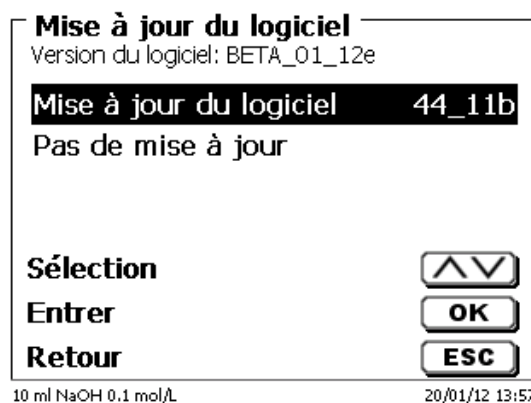 Mise à jour du logiciel
Version du logiciel: BETA_01_12e
Mise à jour du logiciel 44_11b
Pas de mise à jour
Sélection
Entrer OK
Retour ESC
10 ml NaOH 0.1 mol/L 20/01/12 13:57